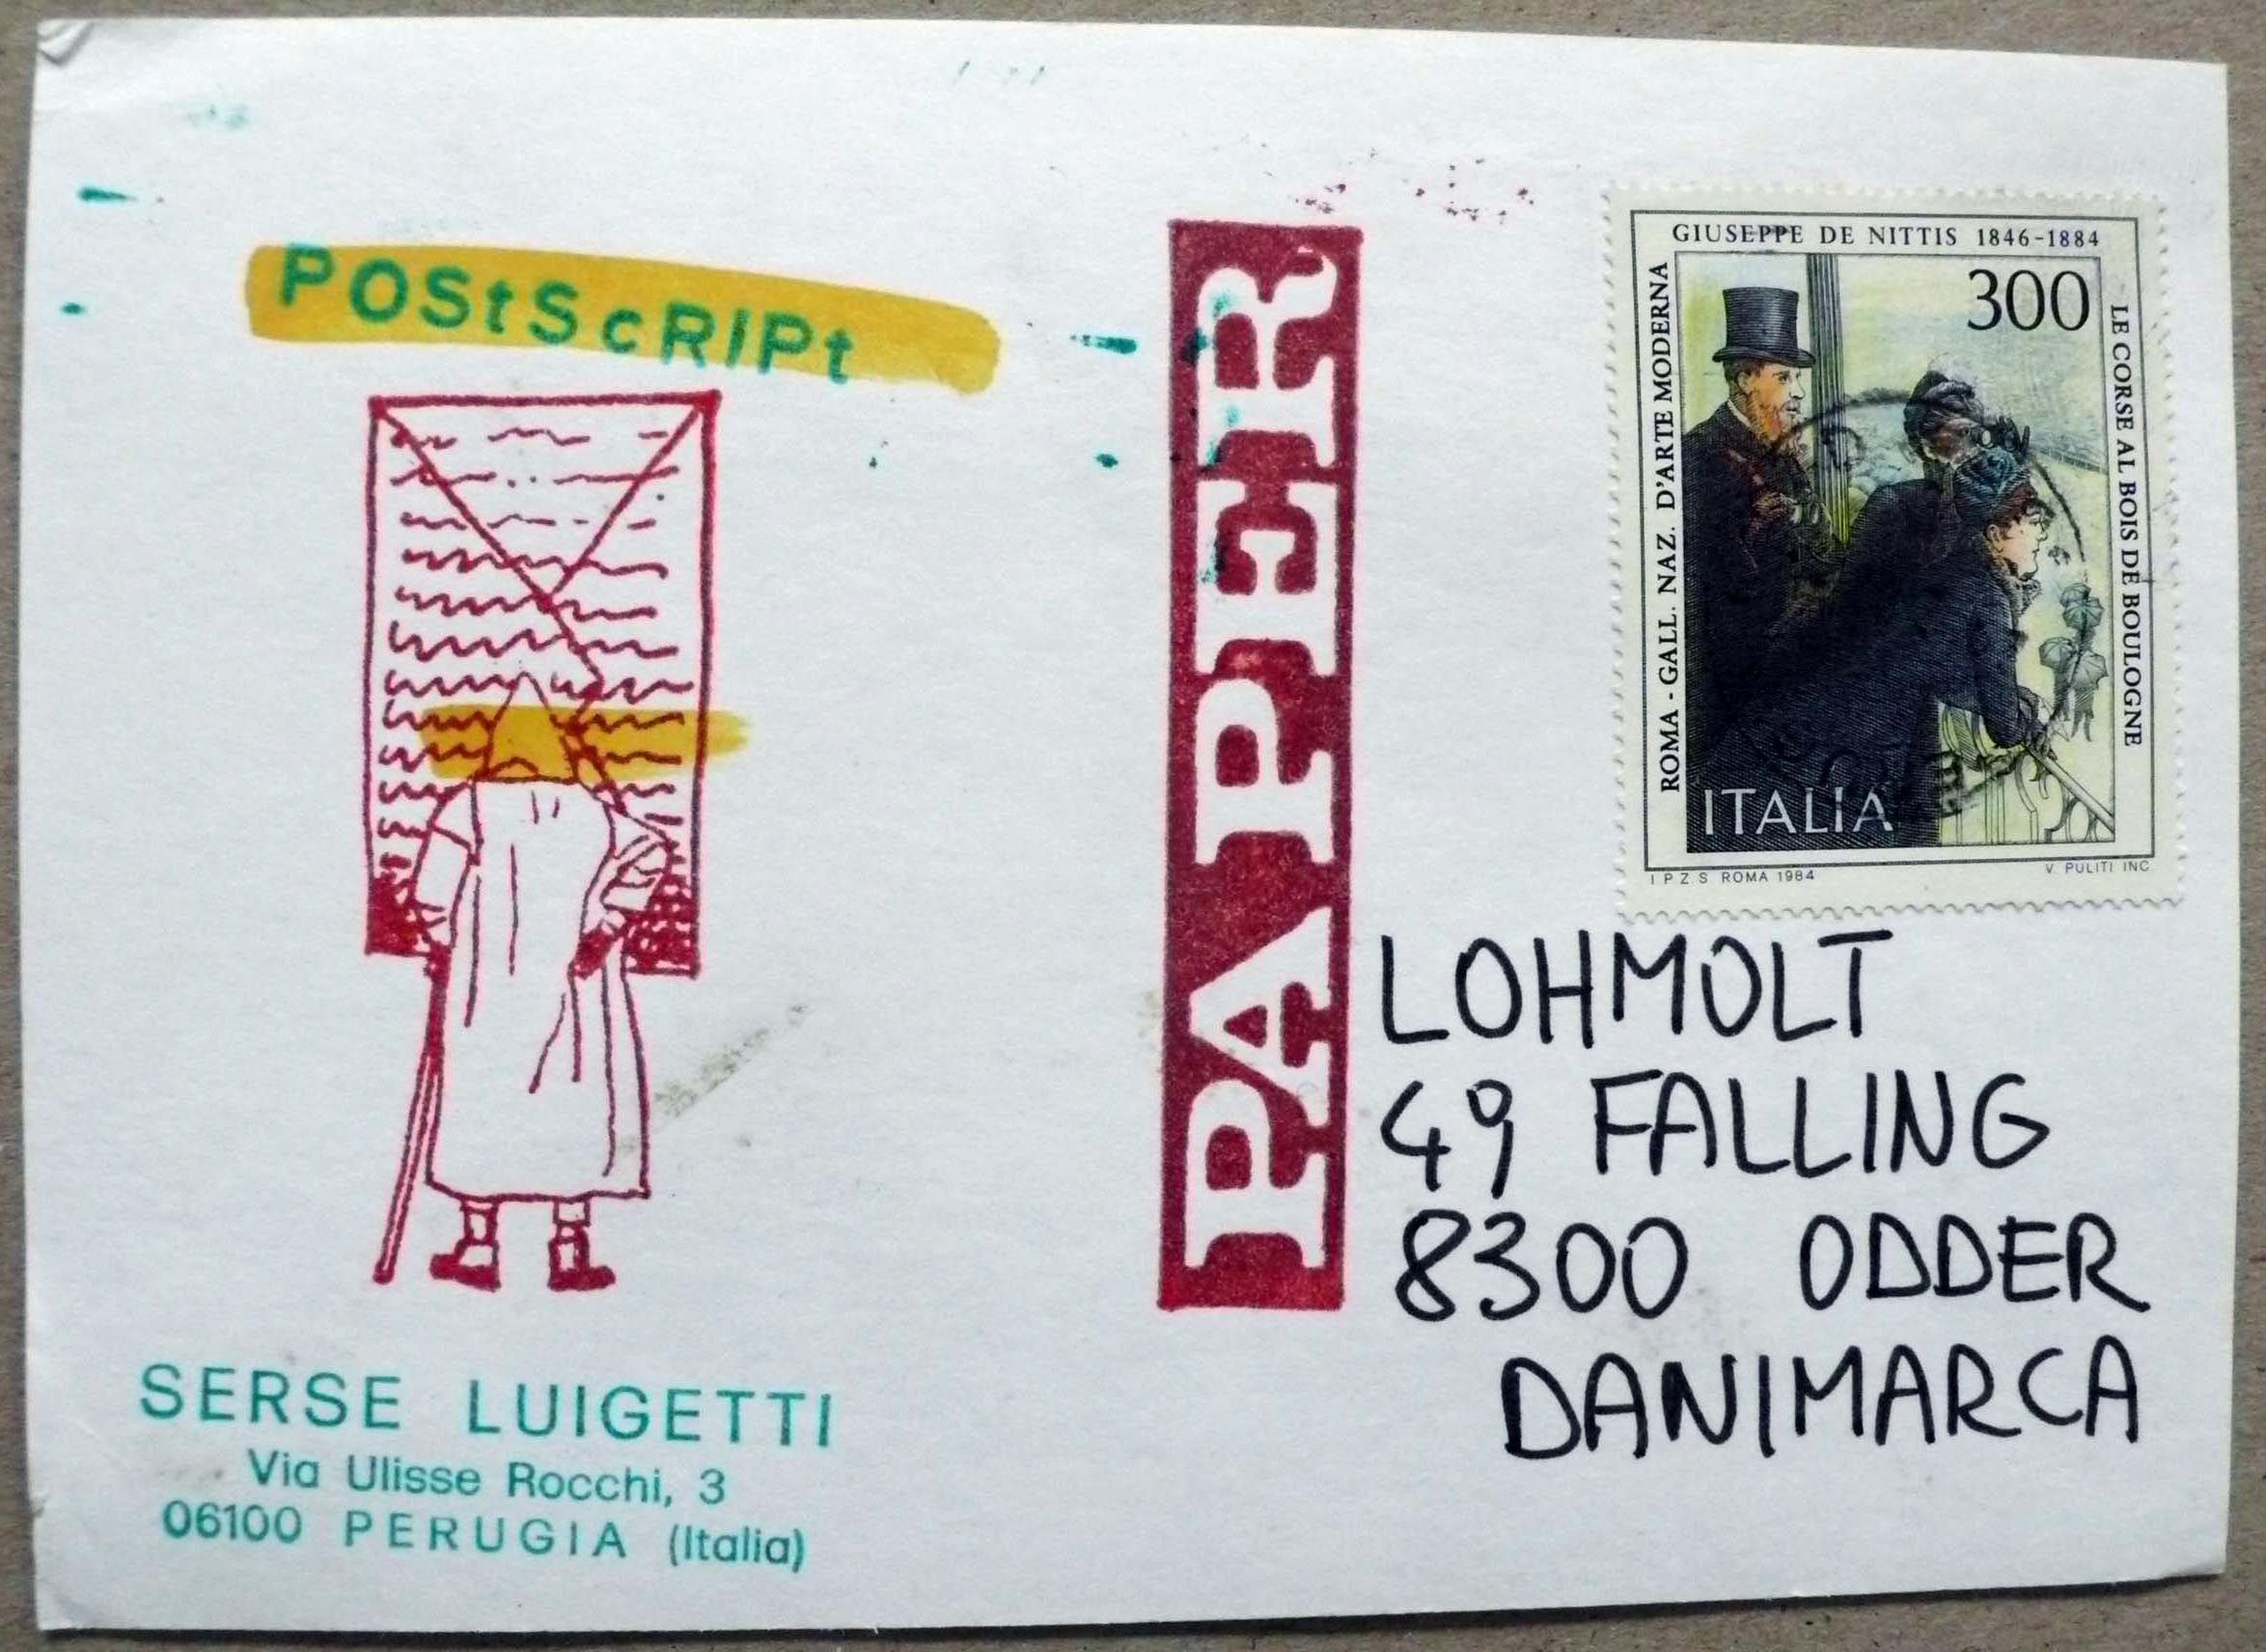 POStScRIPt
SERSE LUIGETTI
Via Ulisse Rocchi, 3
06100 PERUGIA (Italia)
PAPER
GIUSEPPE DE NITTIS 1846-1884
300
ROMA - GALL. NAZ. D'ARTE MODERNA
LE CORSE AL BOIS DE BOULOGNE
ITALIA
I P Z S ROMA 1984
V. PULITI INC
LOHMOLT
49 FALLING
8300 ODDER
DANIMARCA